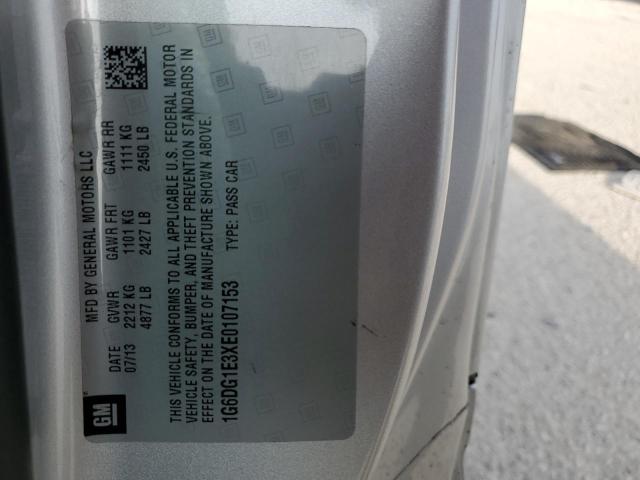 GM
MFD BY GENERAL MOTORS LLC
DATE GVWR GAWR FRT GAWR RR
07/13 2212 KG 1101 KG 1111 KG
4877 LB 2427 LB 2450 LB
THIS VEHICLE CONFORMS TO ALL APPLICABLE U.S. FEDERAL MOTOR
VEHICLE SAFETY, BUMPER, AND THEFT PREVENTION STANDARDS IN
EFFECT ON THE DATE OF MANUFACTURE SHOWN ABOVE.
1G6DG1E3XE0107153 TYPE: PASS CAR